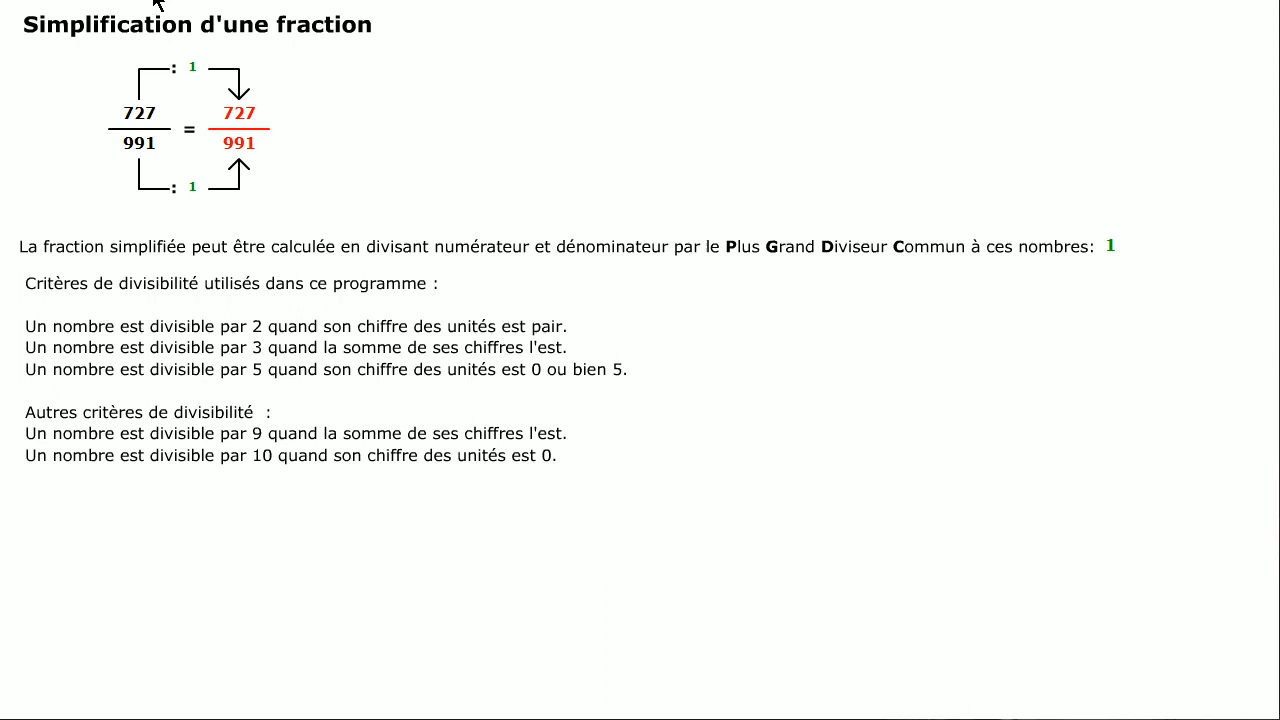 Simplification d'une fraction
: 1
727 727
=
991 991
: 1
La fraction simplifiée peut être calculée en divisant numérateur et dénominateur par le Plus Grand Diviseur Commun à ces nombres: 1
Critères de divisibilité utilisés dans ce programme :
Un nombre est divisible par 2 quand son chiffre des unités est pair.
Un nombre est divisible par 3 quand la somme de ses chiffres l'est.
Un nombre est divisible par 5 quand son chiffre des unités est 0 ou bien 5.
Autres critères de divisibilité :
Un nombre est divisible par 9 quand la somme de ses chiffres l'est.
Un nombre est divisible par 10 quand son chiffre des unités est 0.